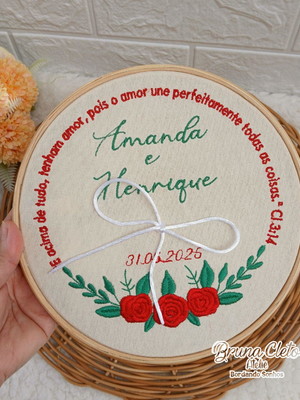 E acima de tudo, tenham amor, pois o amor une perfeitamente todas as coisas." Cl 3:14
Amanda
e
Henrique
31.05.2025
Bruna Cleto
Ateliê
Bordando Sonhos